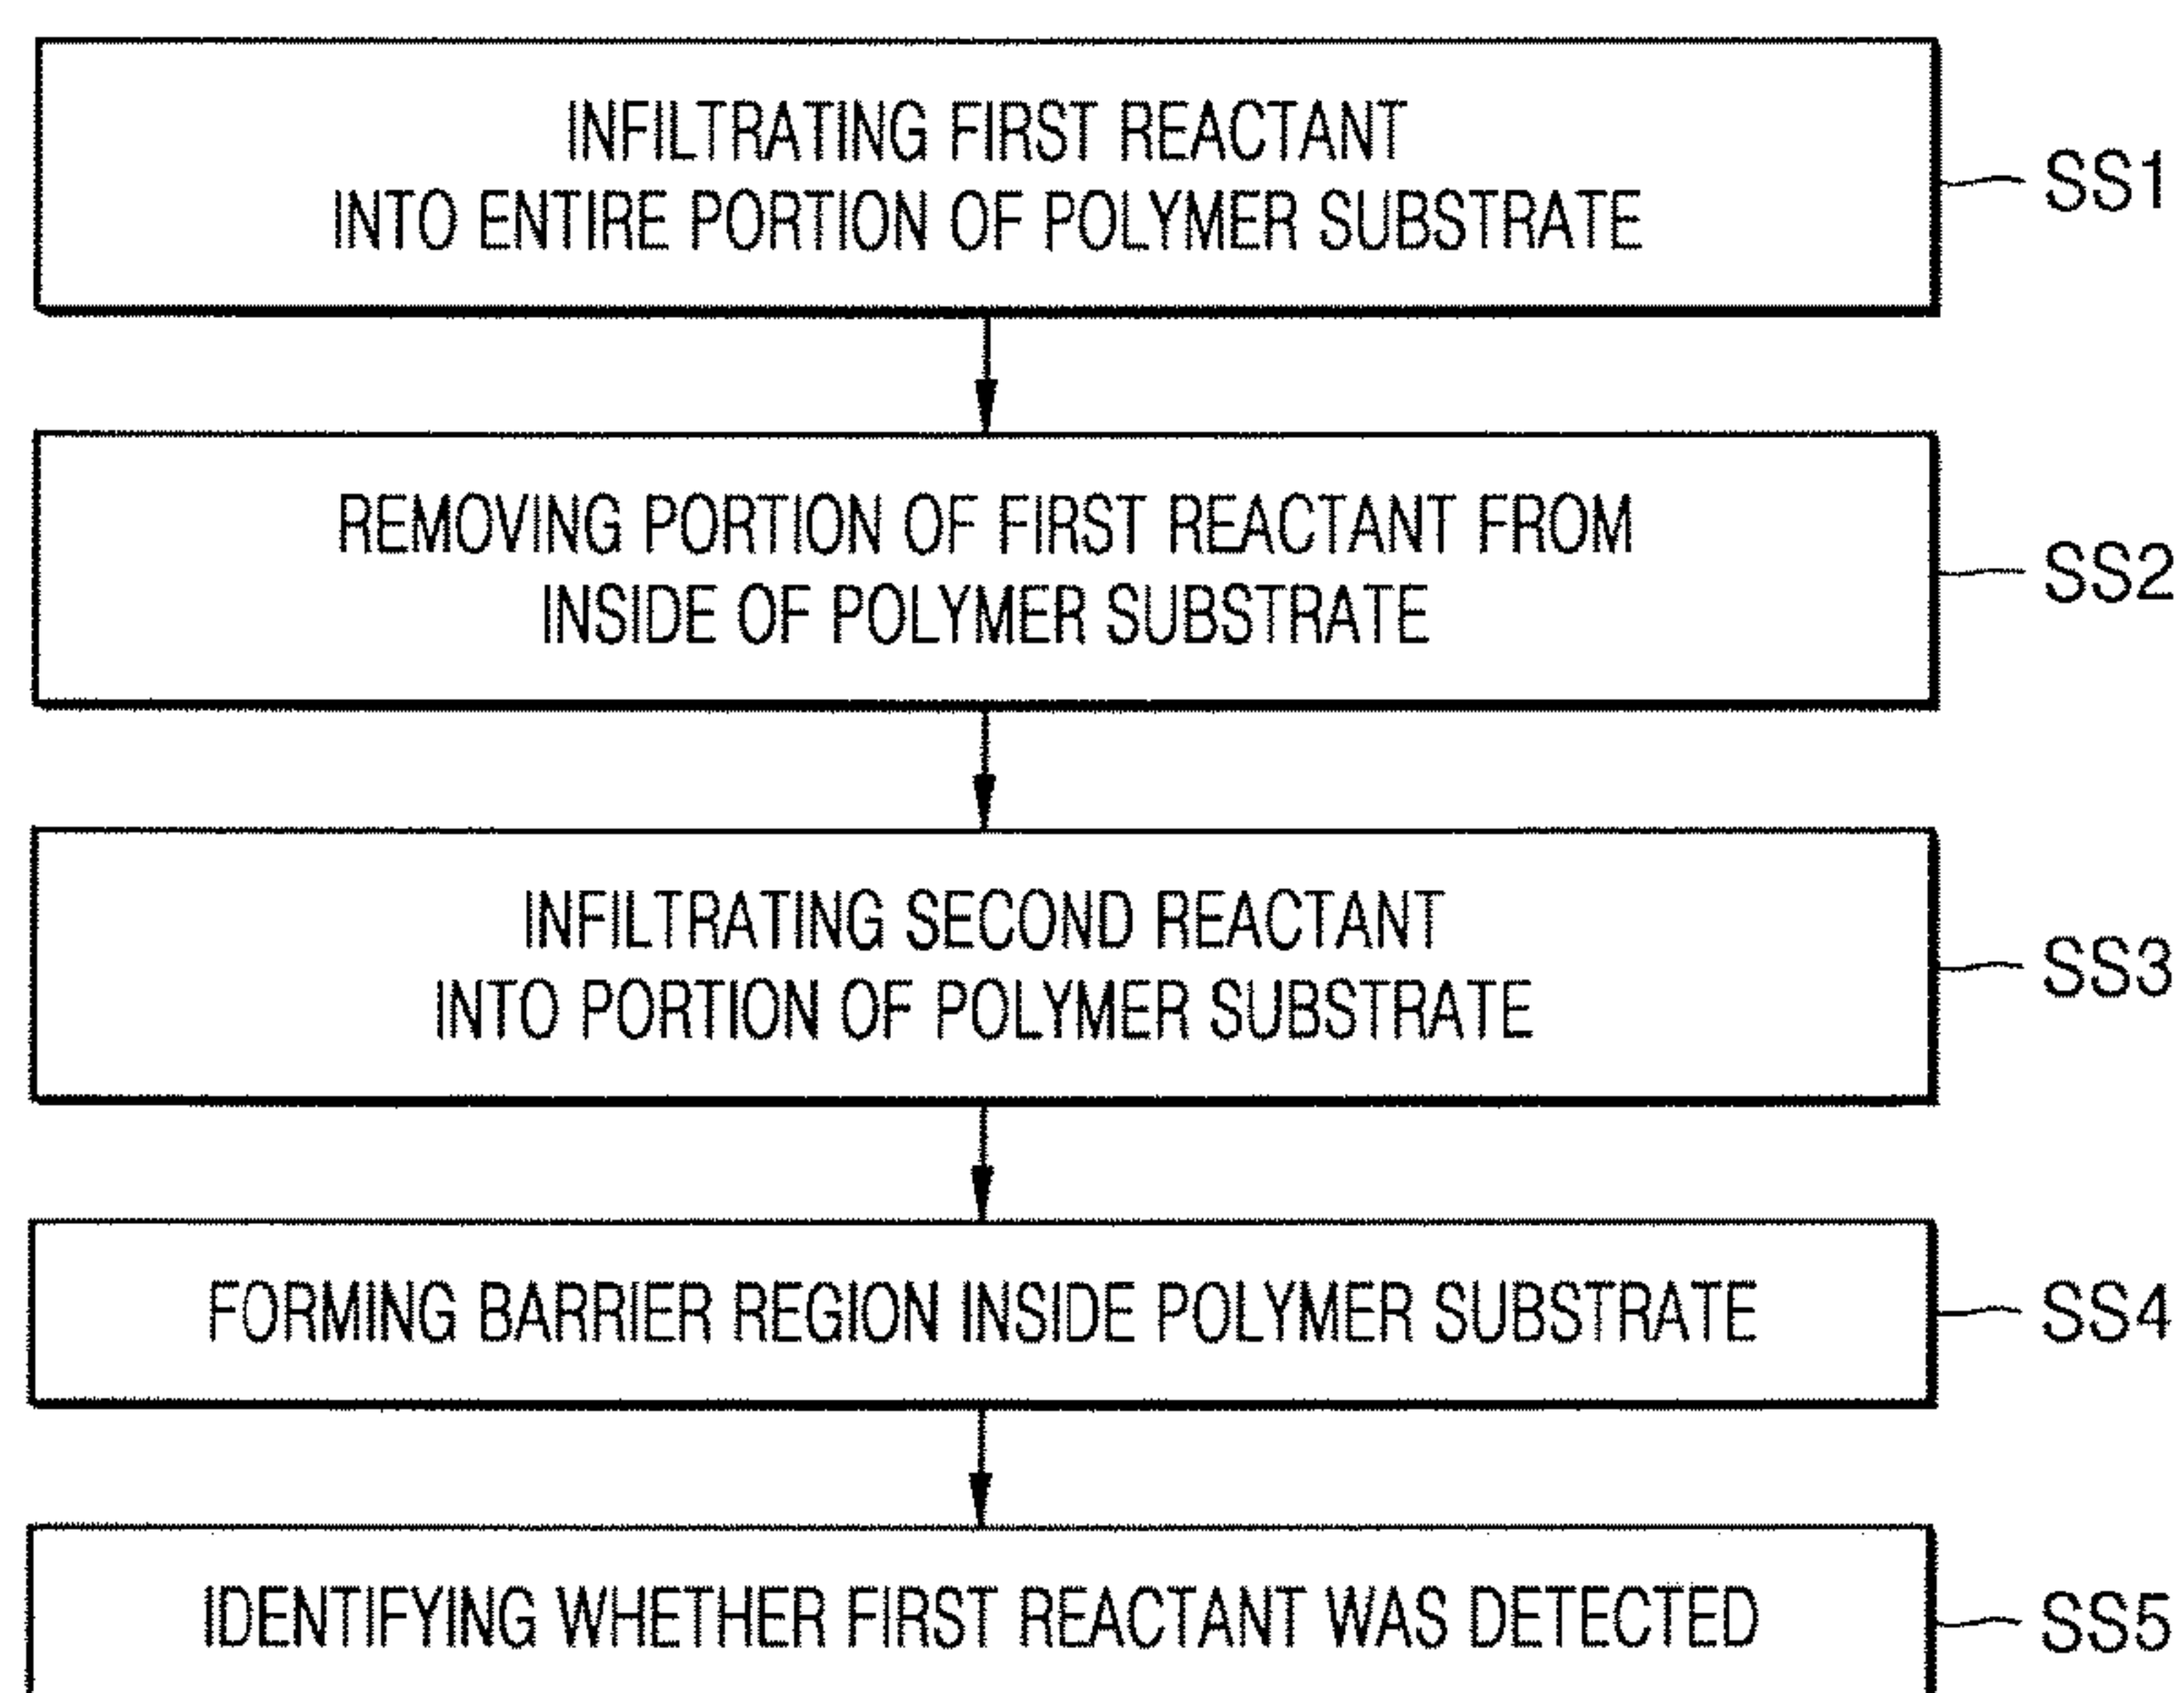 INFILTRATING FIRST REACTANT
INTO ENTIRE PORTION OF POLYMER SUBSTRATE
SS1
REMOVING PORTION OF FIRST REACTANT FROM
INSIDE OF POLYMER SUBSTRATE
SS2
INFILTRATING SECOND REACTANT
INTO PORTION OF POLYMER SUBSTRATE
SS3
FORMING BARRIER REGION INSIDE POLYMER SUBSTRATE
SS4
IDENTIFYING WHETHER FIRST REACTANT WAS DETECTED
SS5